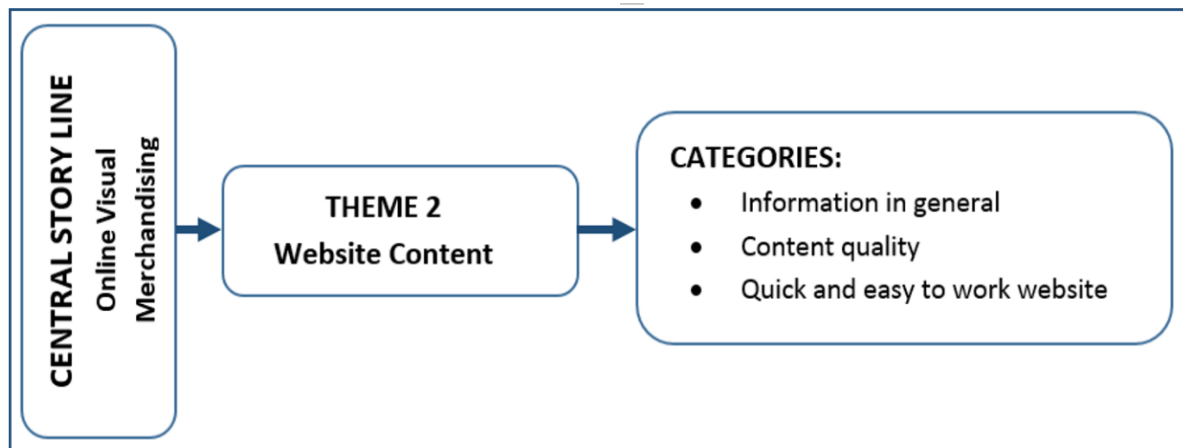 CENTRAL STORY LINE
Online Visual
Merchandising
THEME 2
Website Content
CATEGORIES:
• Information in general
• Content quality
• Quick and easy to work website